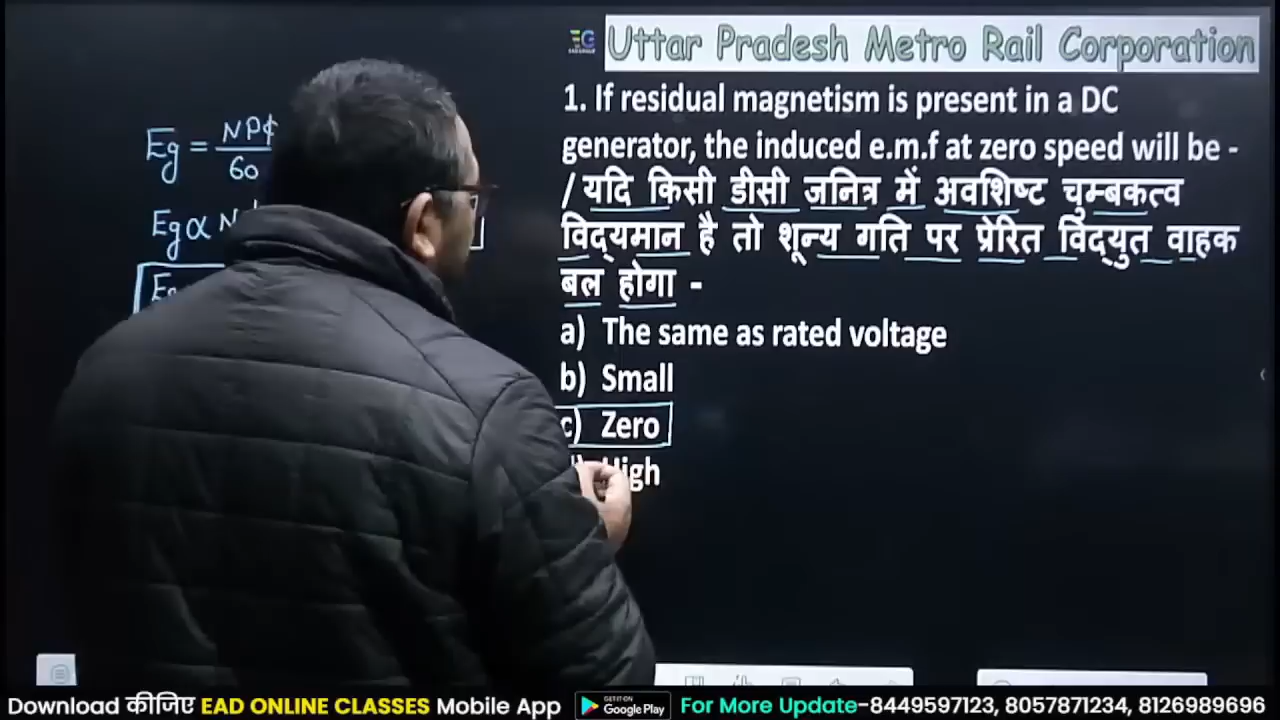 Uttar Pradesh Metro Rail Corporation
1. If residual magnetism is present in a DC
generator, the induced e.m.f at zero speed will be -
/ यदि किसी डीसी जनित्र में अवशिष्ट चुम्बकत्व
विद्यमान है तो शून्य गति पर प्रेरित विद्युत वाहक
बल होगा -
a) The same as rated voltage
b) Small
c) Zero
High
Eg = NPϕ
60
Eg ∝ N
Eg
Download कीजिए EAD ONLINE CLASSES Mobile App
GET IT ON
Google Play
For More Update-8449597123, 8057871234, 8126989696